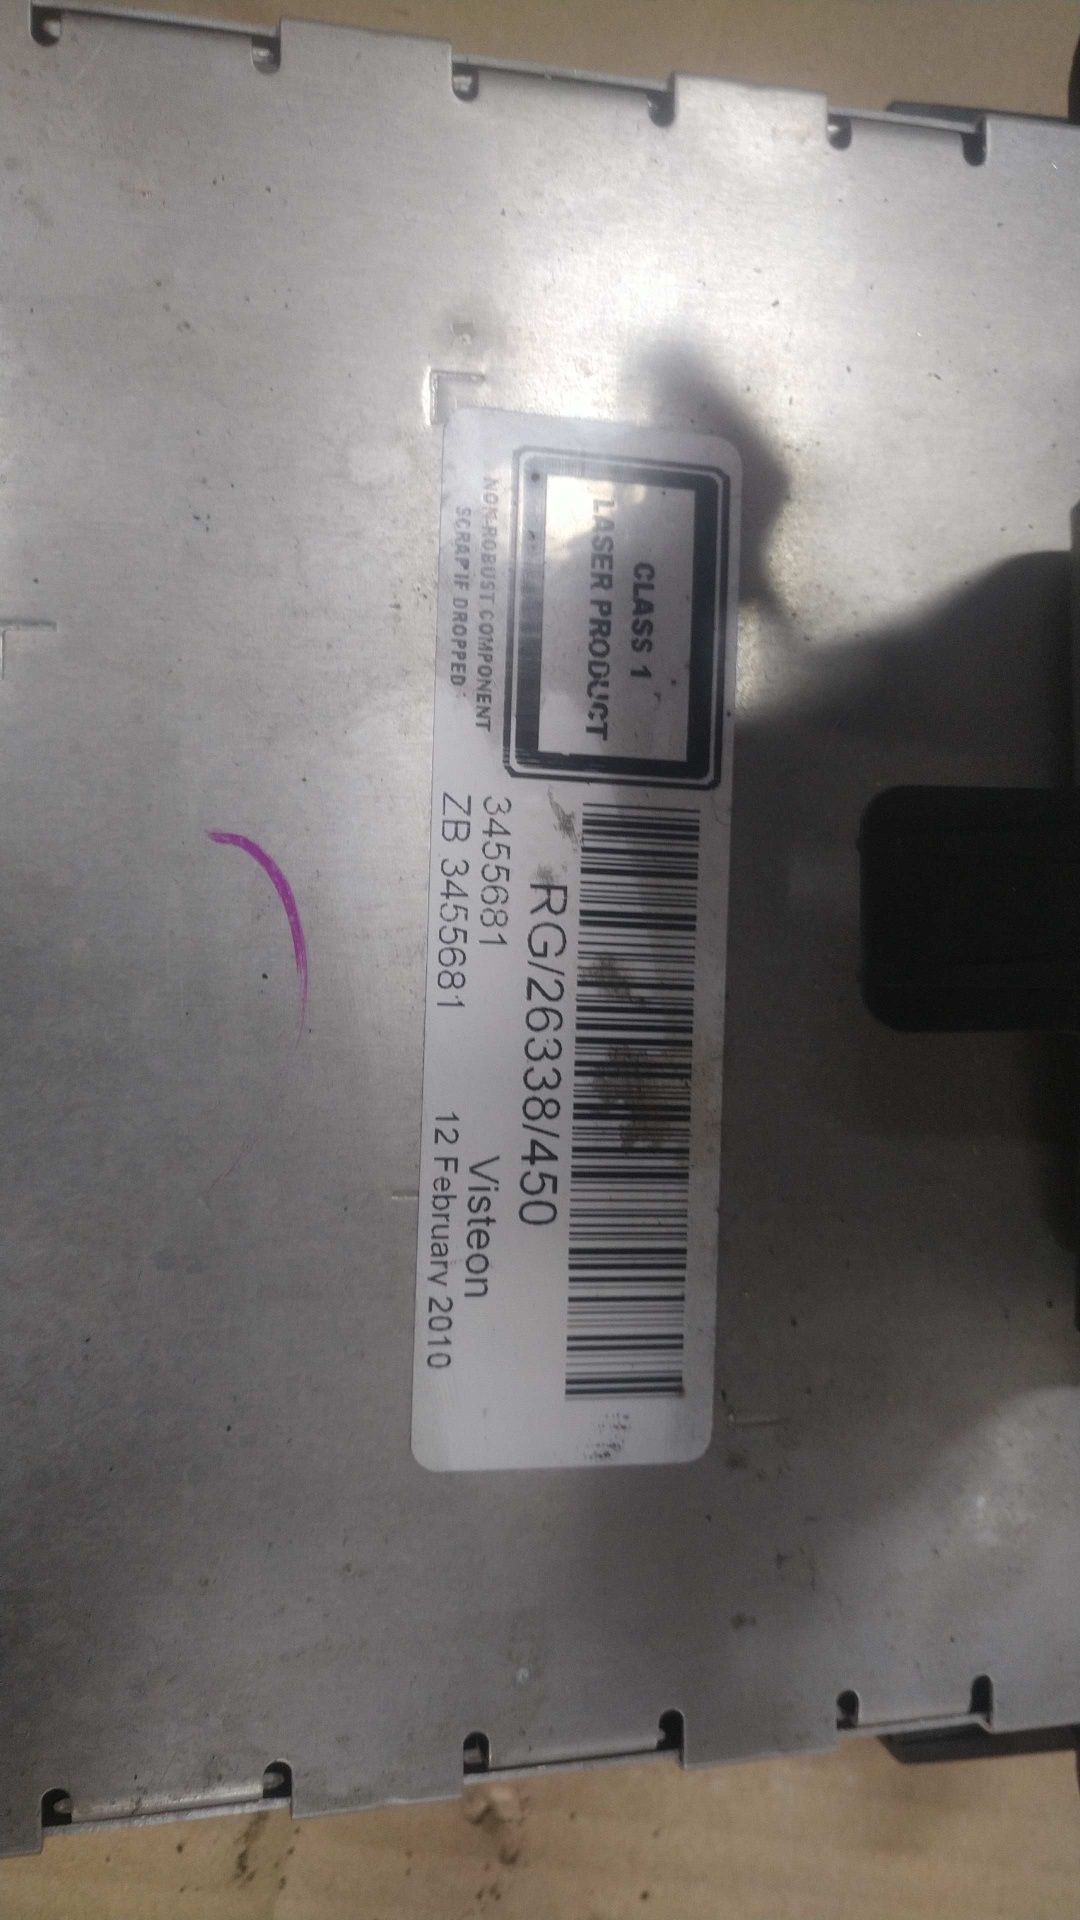 CLASS 1
LASER PRODUCT
NON-ROBUST COMPONENT
SCRAP IF DROPPED
RG/26338/450
3455681
Visteon
ZB 3455681
12 February 2010